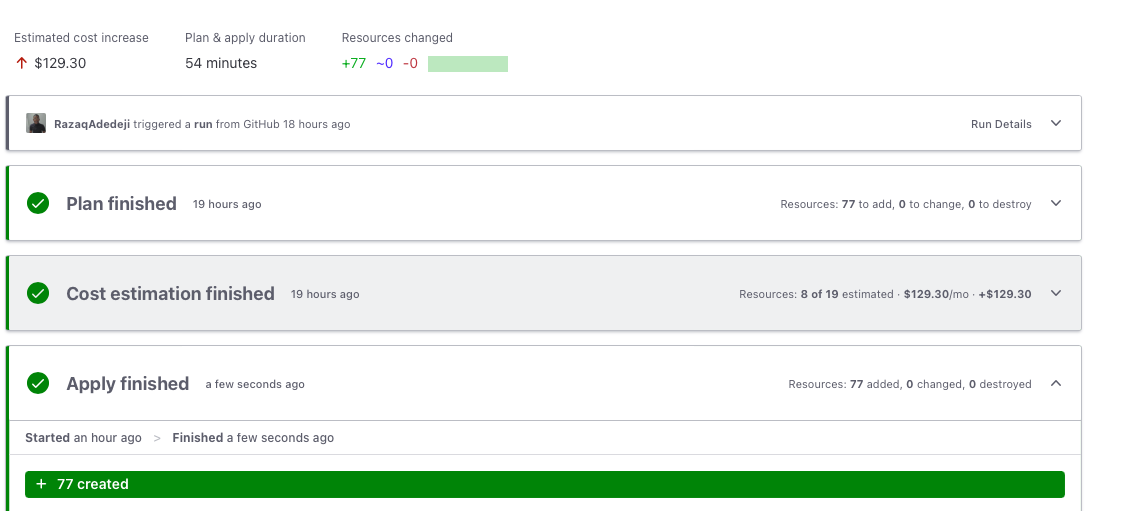 Estimated cost increase Plan & apply duration Resources changed
$129.30 54 minutes +77 ~0 -0
RazaqAdedeji triggered a run from GitHub 18 hours ago Run Details
Plan finished 19 hours ago Resources: 77 to add, 0 to change, 0 to destroy
Cost estimation finished 19 hours ago Resources: 8 of 19 estimated · $129.30/mo · +$129.30
Apply finished a few seconds ago Resources: 77 added, 0 changed, 0 destroyed
Started an hour ago > Finished a few seconds ago
+ 77 created